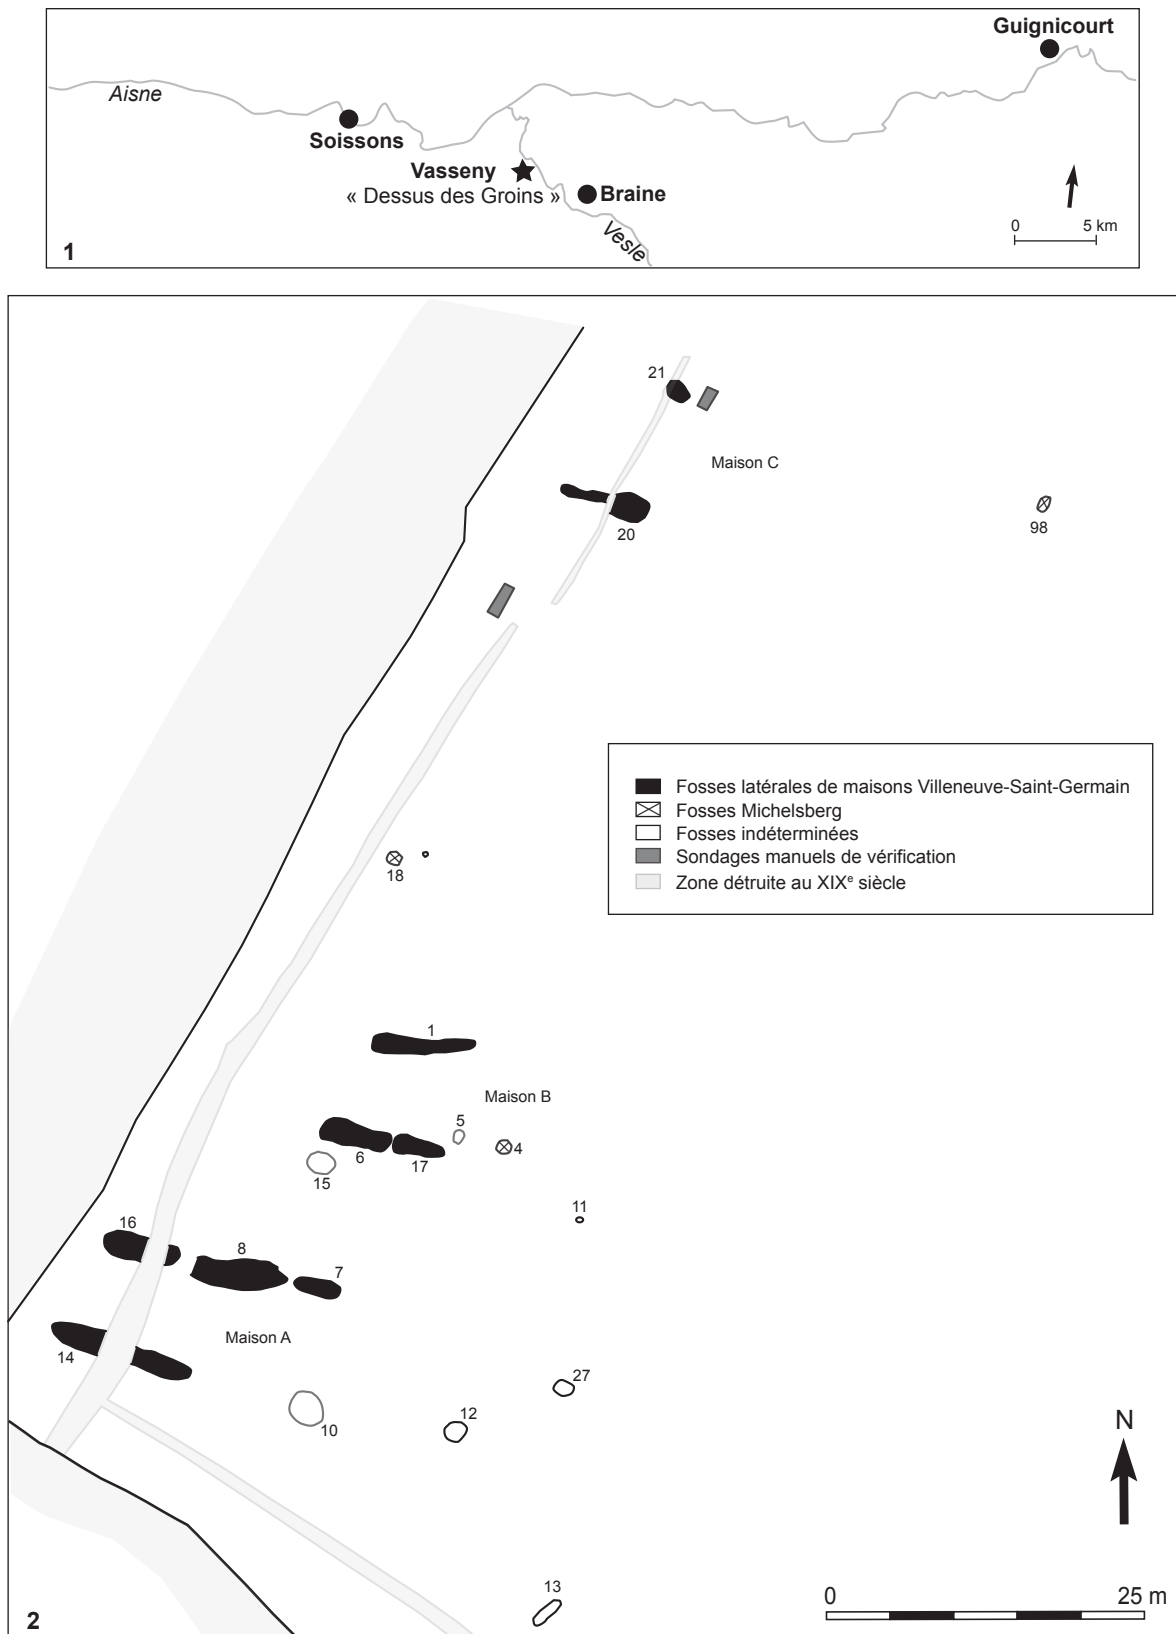 Guignicourt
Aisne
Soissons
Vasseny
« Dessus des Groins »
Braine
Vesle
0 5 km
1
21
Maison C
20
98
Fosses latérales de maisons Villeneuve-Saint-Germain
Fosses Michelsberg
Fosses indéterminées
Sondages manuels de vérification
Zone détruite au XIXe siècle
18
1
Maison B
5
4
6
17
15
11
16
8
7
Maison A
14
27
10
12
N
13
0 25 m
2